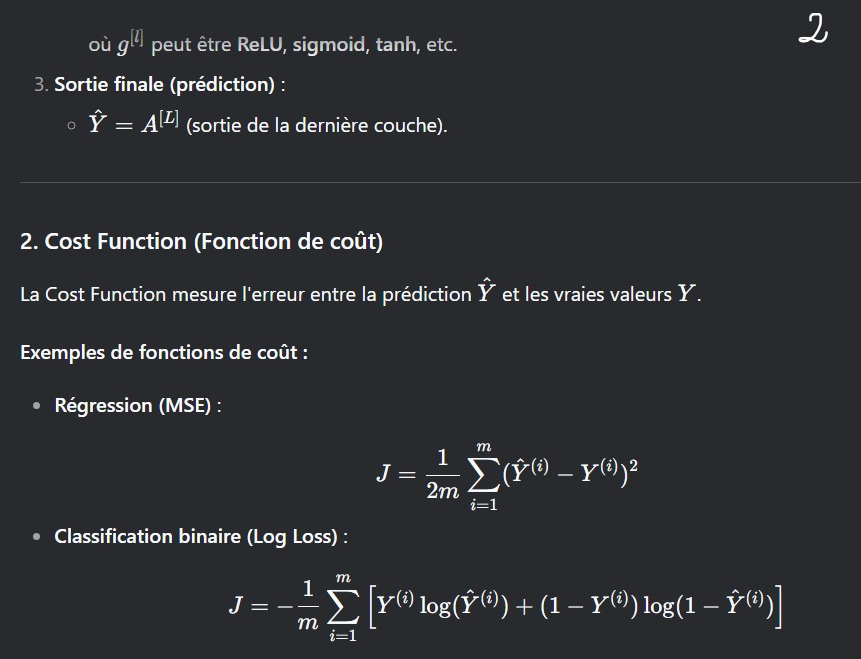 2
où $g^{[l]}$ peut être ReLU, sigmoid, tanh, etc.
3. Sortie finale (prédiction) :
○ $\hat{Y} = A^{[L]}$ (sortie de la dernière couche).
2. Cost Function (Fonction de coût)
La Cost Function mesure l'erreur entre la prédiction $\hat{Y}$ et les vraies valeurs $Y$.
Exemples de fonctions de coût :
• Régression (MSE) :
$J = \frac{1}{2m} \sum_{i=1}^{m} (\hat{Y}^{(i)} - Y^{(i)})^2$
• Classification binaire (Log Loss) :
$J = -\frac{1}{m} \sum_{i=1}^{m} \left[ Y^{(i)} \log(\hat{Y}^{(i)}) + (1 - Y^{(i)}) \log(1 - \hat{Y}^{(i)}) \right]$